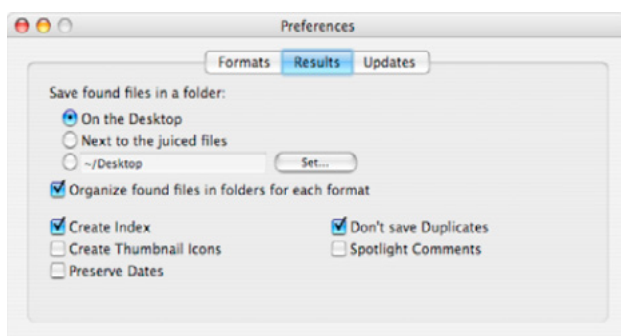 Preferences
Formats Results Updates
Save found files in a folder:
On the Desktop
Next to the juiced files
~/Desktop Set...
Organize found files in folders for each format
Create Index Don't save Duplicates
Create Thumbnail Icons Spotlight Comments
Preserve Dates